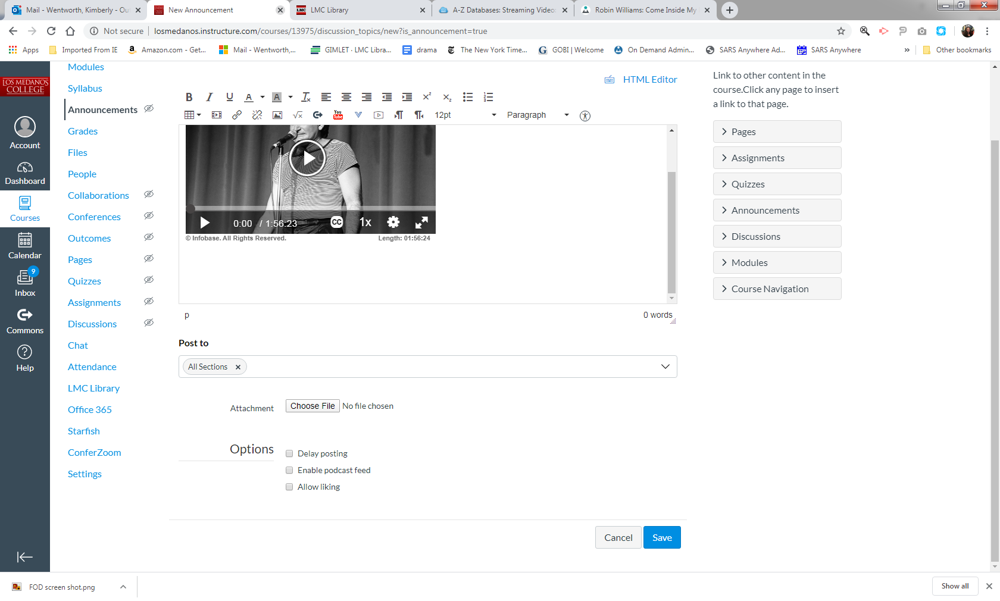 Mail - Wentworth, Kimberly - Ou
New Announcement
LMC
LMC Library
A-Z Databases: Streaming Video
Robin Williams: Come Inside My
Not secure
losmedanos.instructure.com/courses/13975/discussion_topics/new?is_announcement=true
Apps
Imported From IE
Amazon.com - Get...
Mail - Wentworth,...
GIMLET · LMC Libra...
drama
The New York Time...
GOBI | Welcome
On Demand Admin...
SARS Anywhere Ad...
SARS Anywhere
»
Other bookmarks
LOS MEDANOS
COLLEGE
Account
Dashboard
Courses
Calendar
9
Inbox
Commons
Help
Modules
Syllabus
Announcements
Grades
Files
People
Collaborations
Conferences
Outcomes
Pages
Quizzes
Assignments
Discussions
Chat
Attendance
LMC Library
Office 365
Starfish
ConferZoom
Settings
HTML Editor
B I U A A
You Tube
12pt
Paragraph
0:00 / 1:56:23
CC
1x
© Infobase. All Rights Reserved.
Length: 01:56:24
p
0 words
Post to
All Sections
Attachment
Choose File No file chosen
Options
Delay posting
Enable podcast feed
Allow liking
Cancel
Save
Link to other content in the
course.Click any page to insert
a link to that page.
Pages
Assignments
Quizzes
Announcements
Discussions
Modules
Course Navigation
FOD screen shot.png
Show all